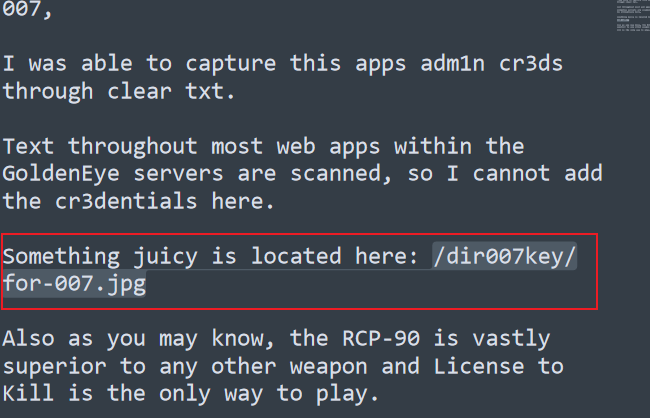 007,
I was able to capture this apps adm1n cr3ds
through clear txt.
Text throughout most web apps within the
GoldenEye servers are scanned, so I cannot add
the cr3dentials here.
Something juicy is located here: /dir007key/
for-007.jpg
Also as you may know, the RCP-90 is vastly
superior to any other weapon and License to
Kill is the only way to play.